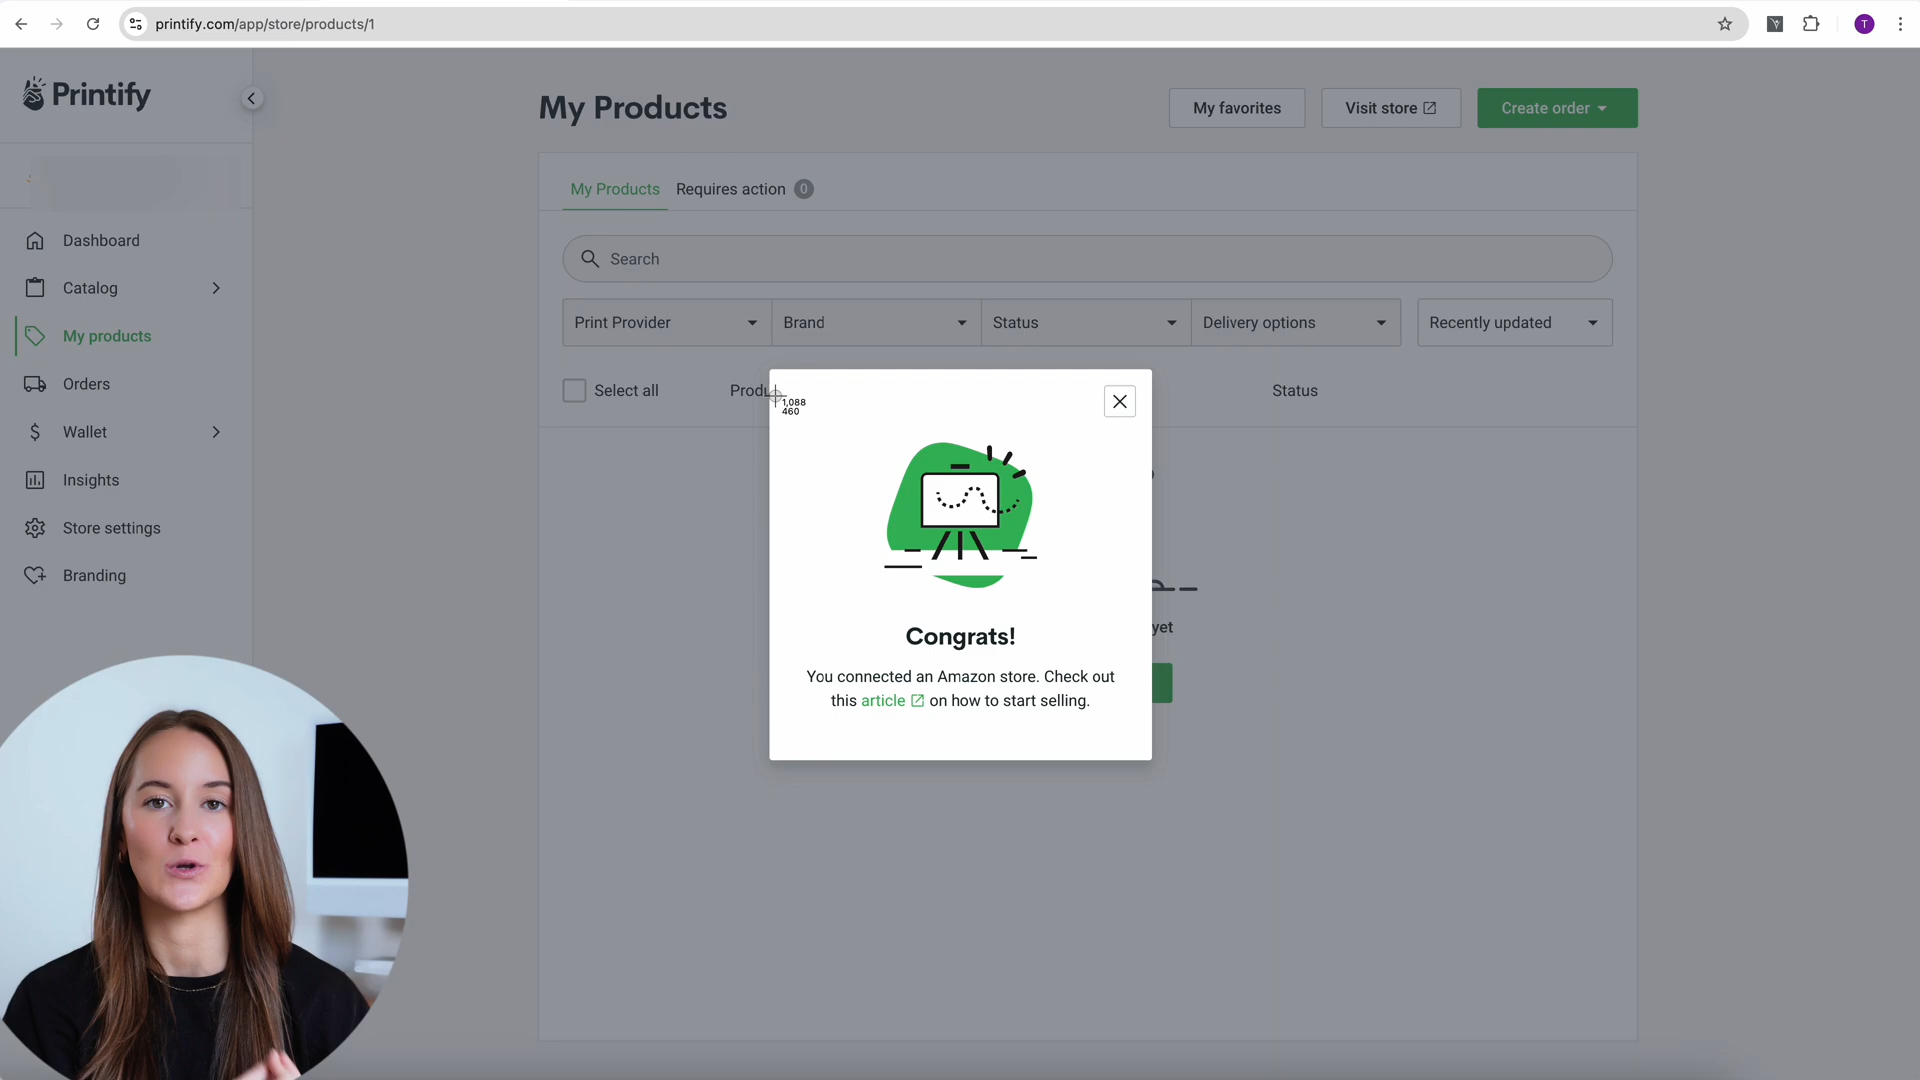 printify.com/app/store/products/1
T
Printify
My Products
My favorites
Visit store
Create order
My Products
Requires action 0
Search
Print Provider
Brand
Status
Delivery options
Recently updated
Select all
Produ
Status
1,088
460
Dashboard
Catalog
My products
Orders
Wallet
Insights
Store settings
Branding
Congrats!
You connected an Amazon store. Check out
this article on how to start selling.
yet